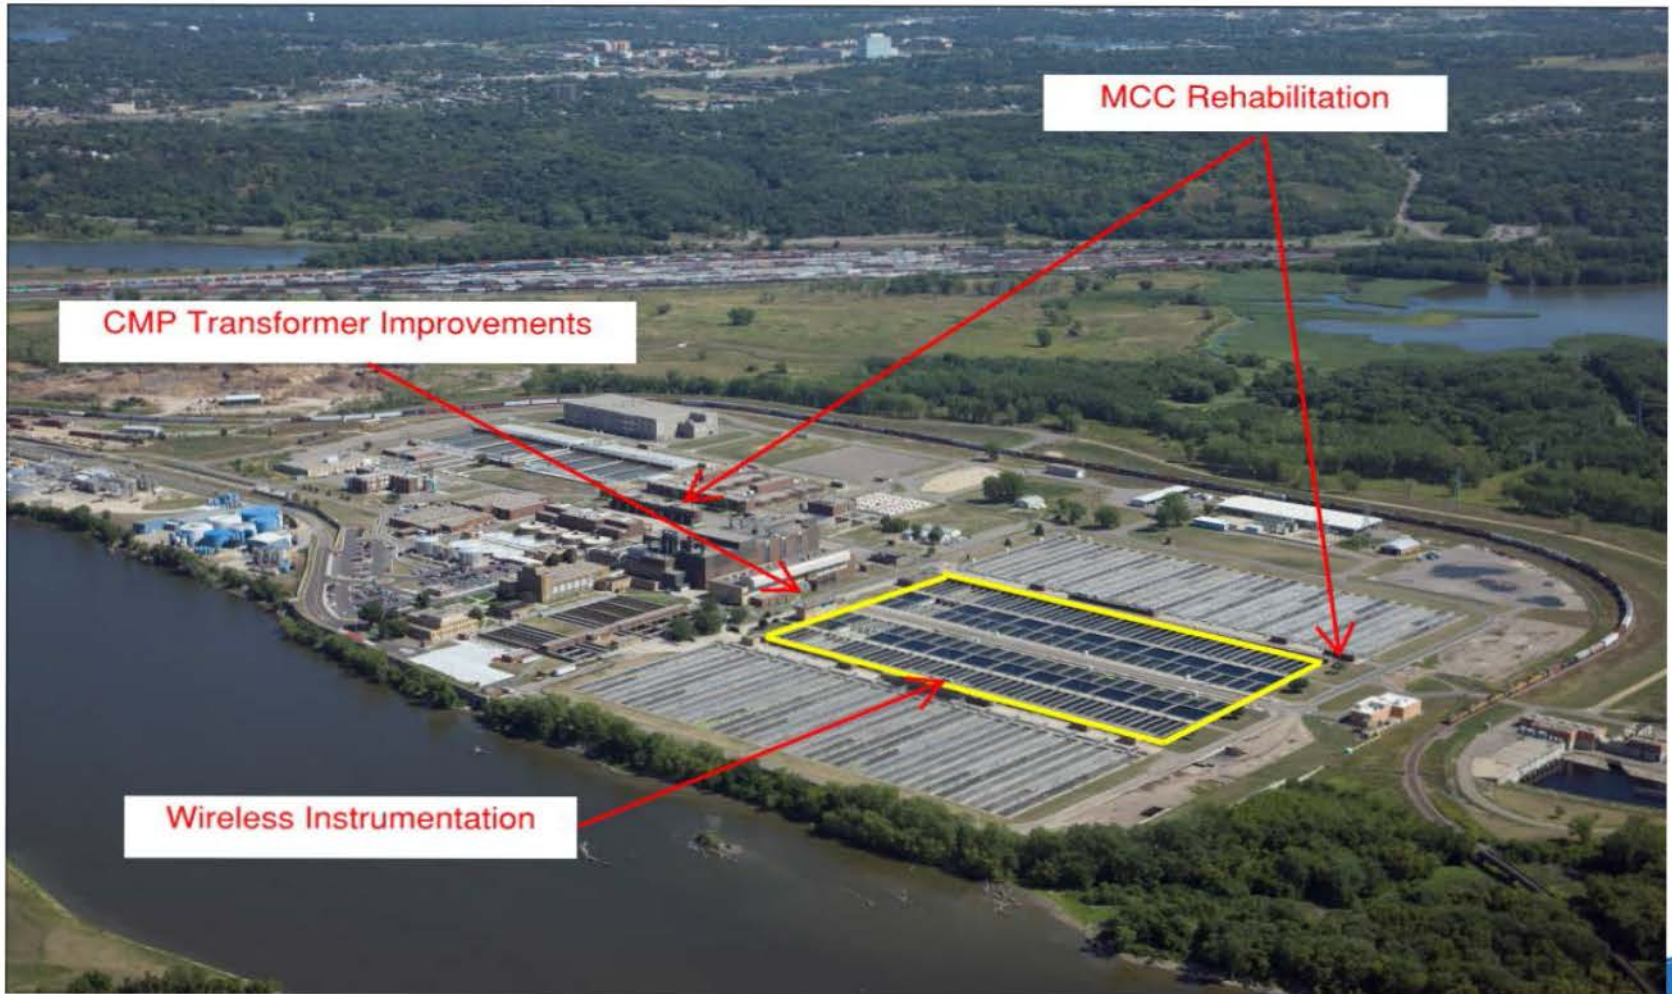 MCC Rehabilitation
CMP Transformer Improvements
Wireless Instrumentation